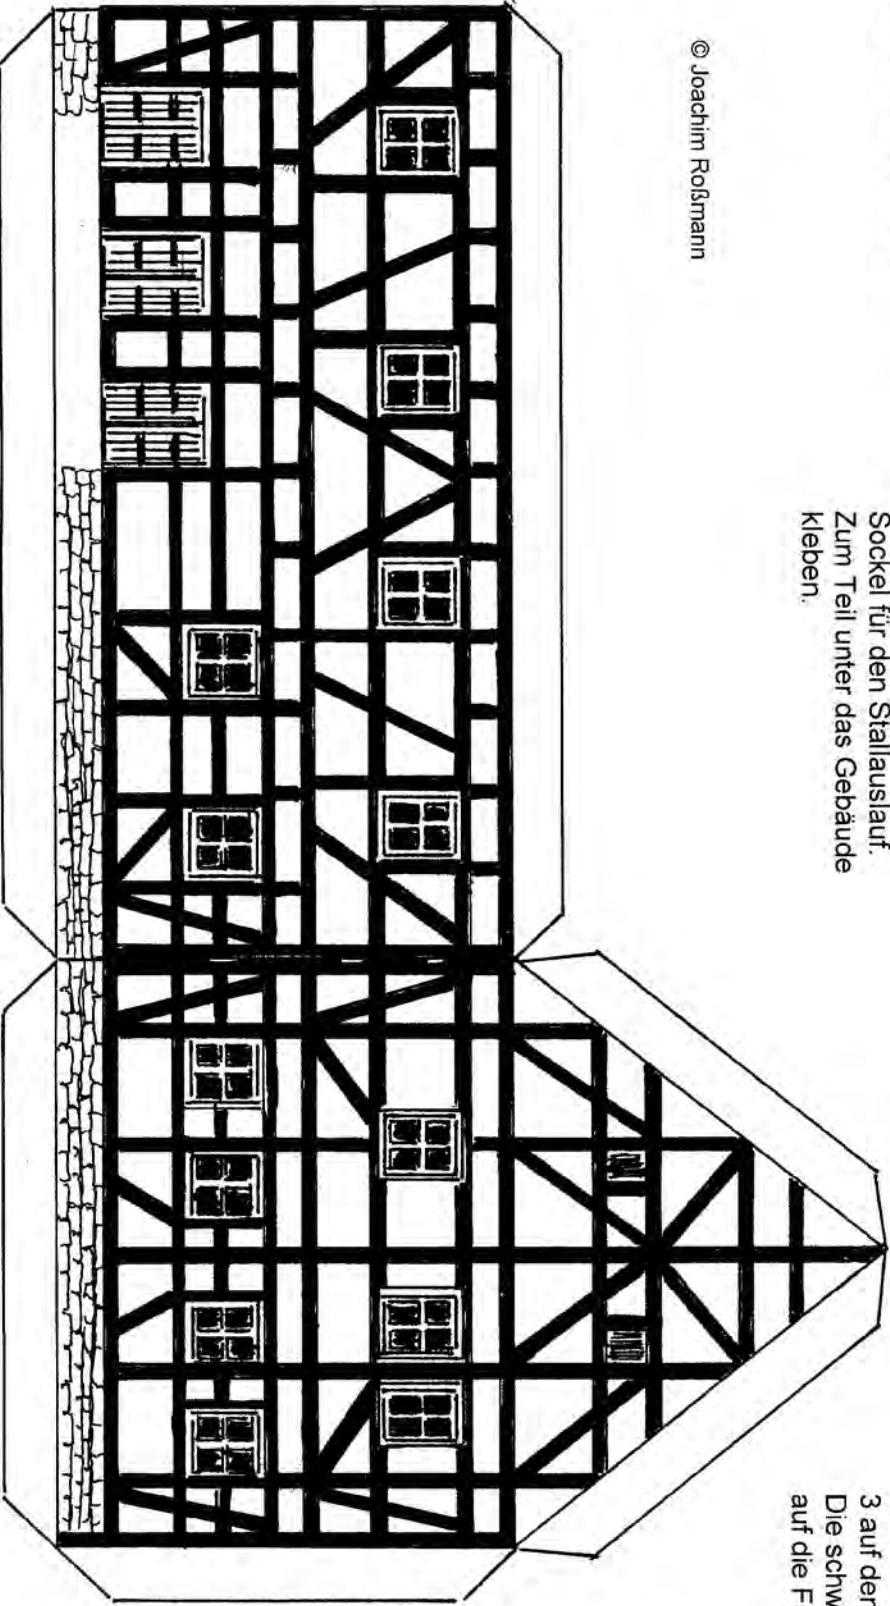 © Joachim Roßmann
Sockel für den Stallauslauf.
Zum Teil unter das Gebäude
kleben.
3 auf der
Die schw
auf die F